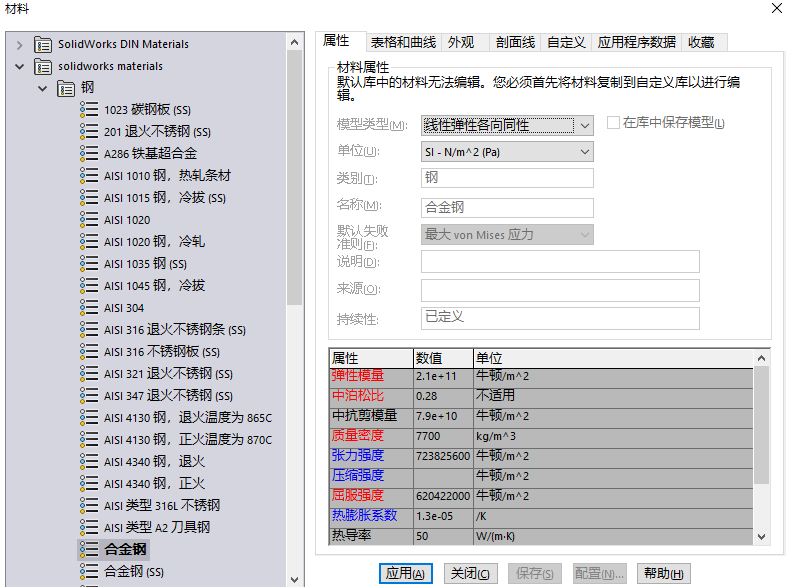 材料
SolidWorks DIN Materials
solidworks materials
钢
1023 碳钢板 (SS)
201 退火不锈钢 (SS)
A286 铁基超合金
AISI 1010 钢，热轧条材
AISI 1015 钢，冷拔 (SS)
AISI 1020
AISI 1020 钢，冷轧
AISI 1035 钢 (SS)
AISI 1045 钢，冷拔
AISI 304
AISI 316 退火不锈钢条 (SS)
AISI 316 不锈钢板 (SS)
AISI 321 退火不锈钢 (SS)
AISI 347 退火不锈钢 (SS)
AISI 4130 钢，退火温度为 865C
AISI 4130 钢，正火温度为 870C
AISI 4340 钢，退火
AISI 4340 钢，正火
AISI 类型 316L 不锈钢
AISI 类型 A2 刀具钢
合金钢
合金钢 (SS)
属性 表格和曲线 外观 剖面线 自定义 应用程序数据 收藏
材料属性
默认库中的材料无法编辑。您必须首先将材料复制到自定义库以进行编
辑。
模型类型(M): 线性弹性各向同性 在库中保存模型(L)
单位(U): SI - N/m^2 (Pa)
类别(T): 钢
名称(M): 合金钢
默认失败
准则(F): 最大 von Mises 应力
说明(D):
来源(O):
持续性: 已定义
属性 数值 单位
弹性模量 2.1e+11 牛顿/m^2
中泊松比 0.28 不适用
中抗剪模量 7.9e+10 牛顿/m^2
质量密度 7700 kg/m^3
张力强度 723825600 牛顿/m^2
压缩强度 牛顿/m^2
屈服强度 620422000 牛顿/m^2
热膨胀系数 1.3e-05 /K
热导率 50 W/(m·K)
应用(A) 关闭(C) 保存(S) 配置(N)... 帮助(H)